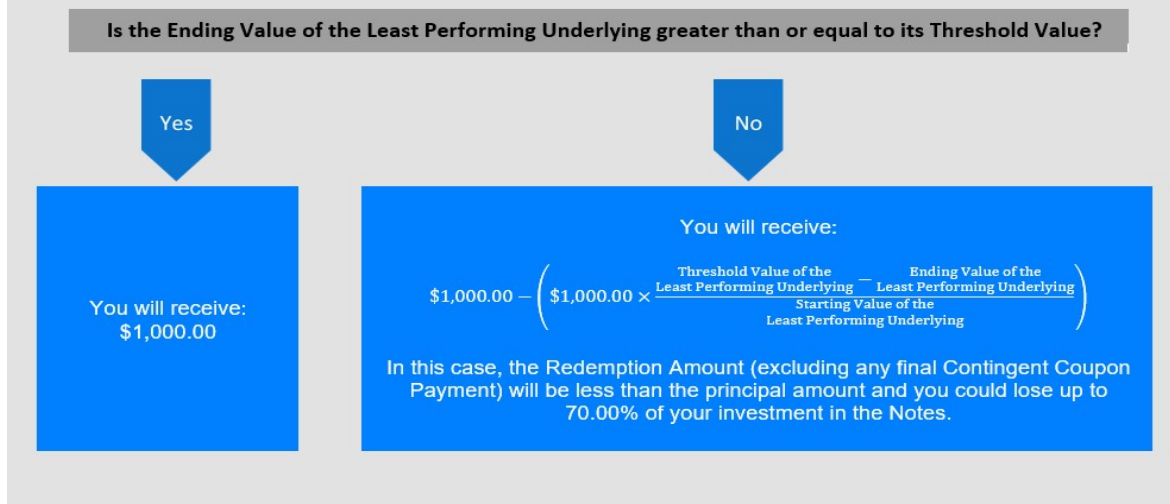 Is the Ending Value of the Least Performing Underlying greater than or equal to its Threshold Value?
Yes
No
You will receive:
$1,000.00
You will receive:
$1,000.00 − ( $1,000.00 × Threshold Value of the Least Performing Underlying − Ending Value of the Least Performing Underlying
Starting Value of the
Least Performing Underlying )
In this case, the Redemption Amount (excluding any final Contingent Coupon
Payment) will be less than the principal amount and you could lose up to
70.00% of your investment in the Notes.